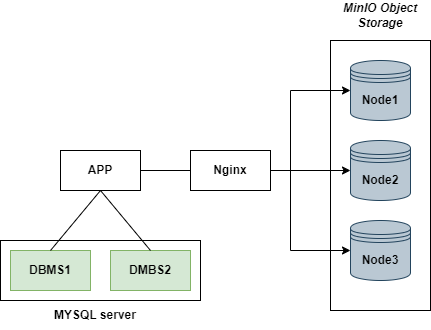 MinIO Object
Storage
Node1
APP
Nginx
Node2
Node3
DBMS1
DMBS2
MYSQL server